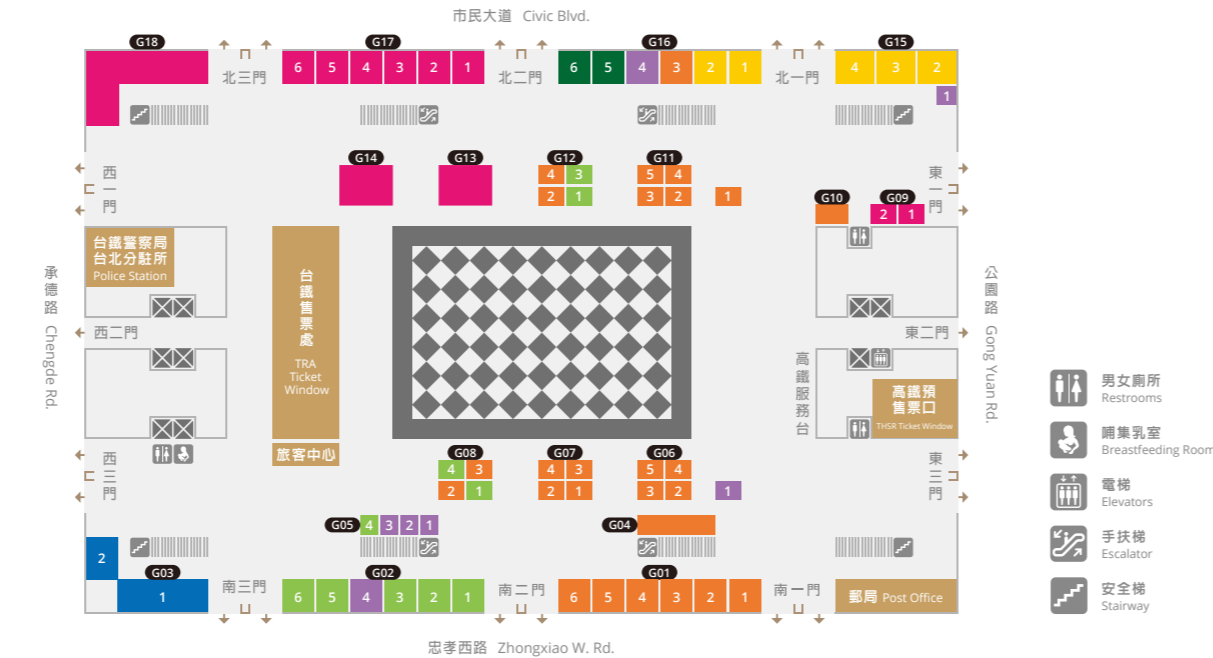 市民大道 Civic Blvd.
G18
G17
G16
G15
6 5 4 3 2 1
6 5 4 3 2 1
4 3 2
1
北三門
北二門
北一門
西一門
G14
G13
G12
4 3
2 1
G11
5 4
3 2
1
東一門
G10
G09
2 1
台鐵警察局
台北分駐所
Police Station
台鐵售票處
TRA
Ticket
Window
承德路 Chengde Rd.
公園路 Gong Yuan Rd.
西二門
東二門
高鐵服務台
高鐵預
售票口
THSR Ticket Window
旅客中心
西三門
G08
4 3
2 1
G07
4 3
2 1
G06
5 4
3 2
1
東三門
G05
4 3 2 1
G04
2
G03
1
南三門
G02
6 5 4 3 2 1
南二門
G01
6 5 4 3 2 1
南一門
郵局 Post Office
忠孝西路 Zhongxiao W. Rd.
男女廁所
Restrooms
哺集乳室
Breastfeeding Room
電梯
Elevators
手扶梯
Escalator
安全梯
Stairway